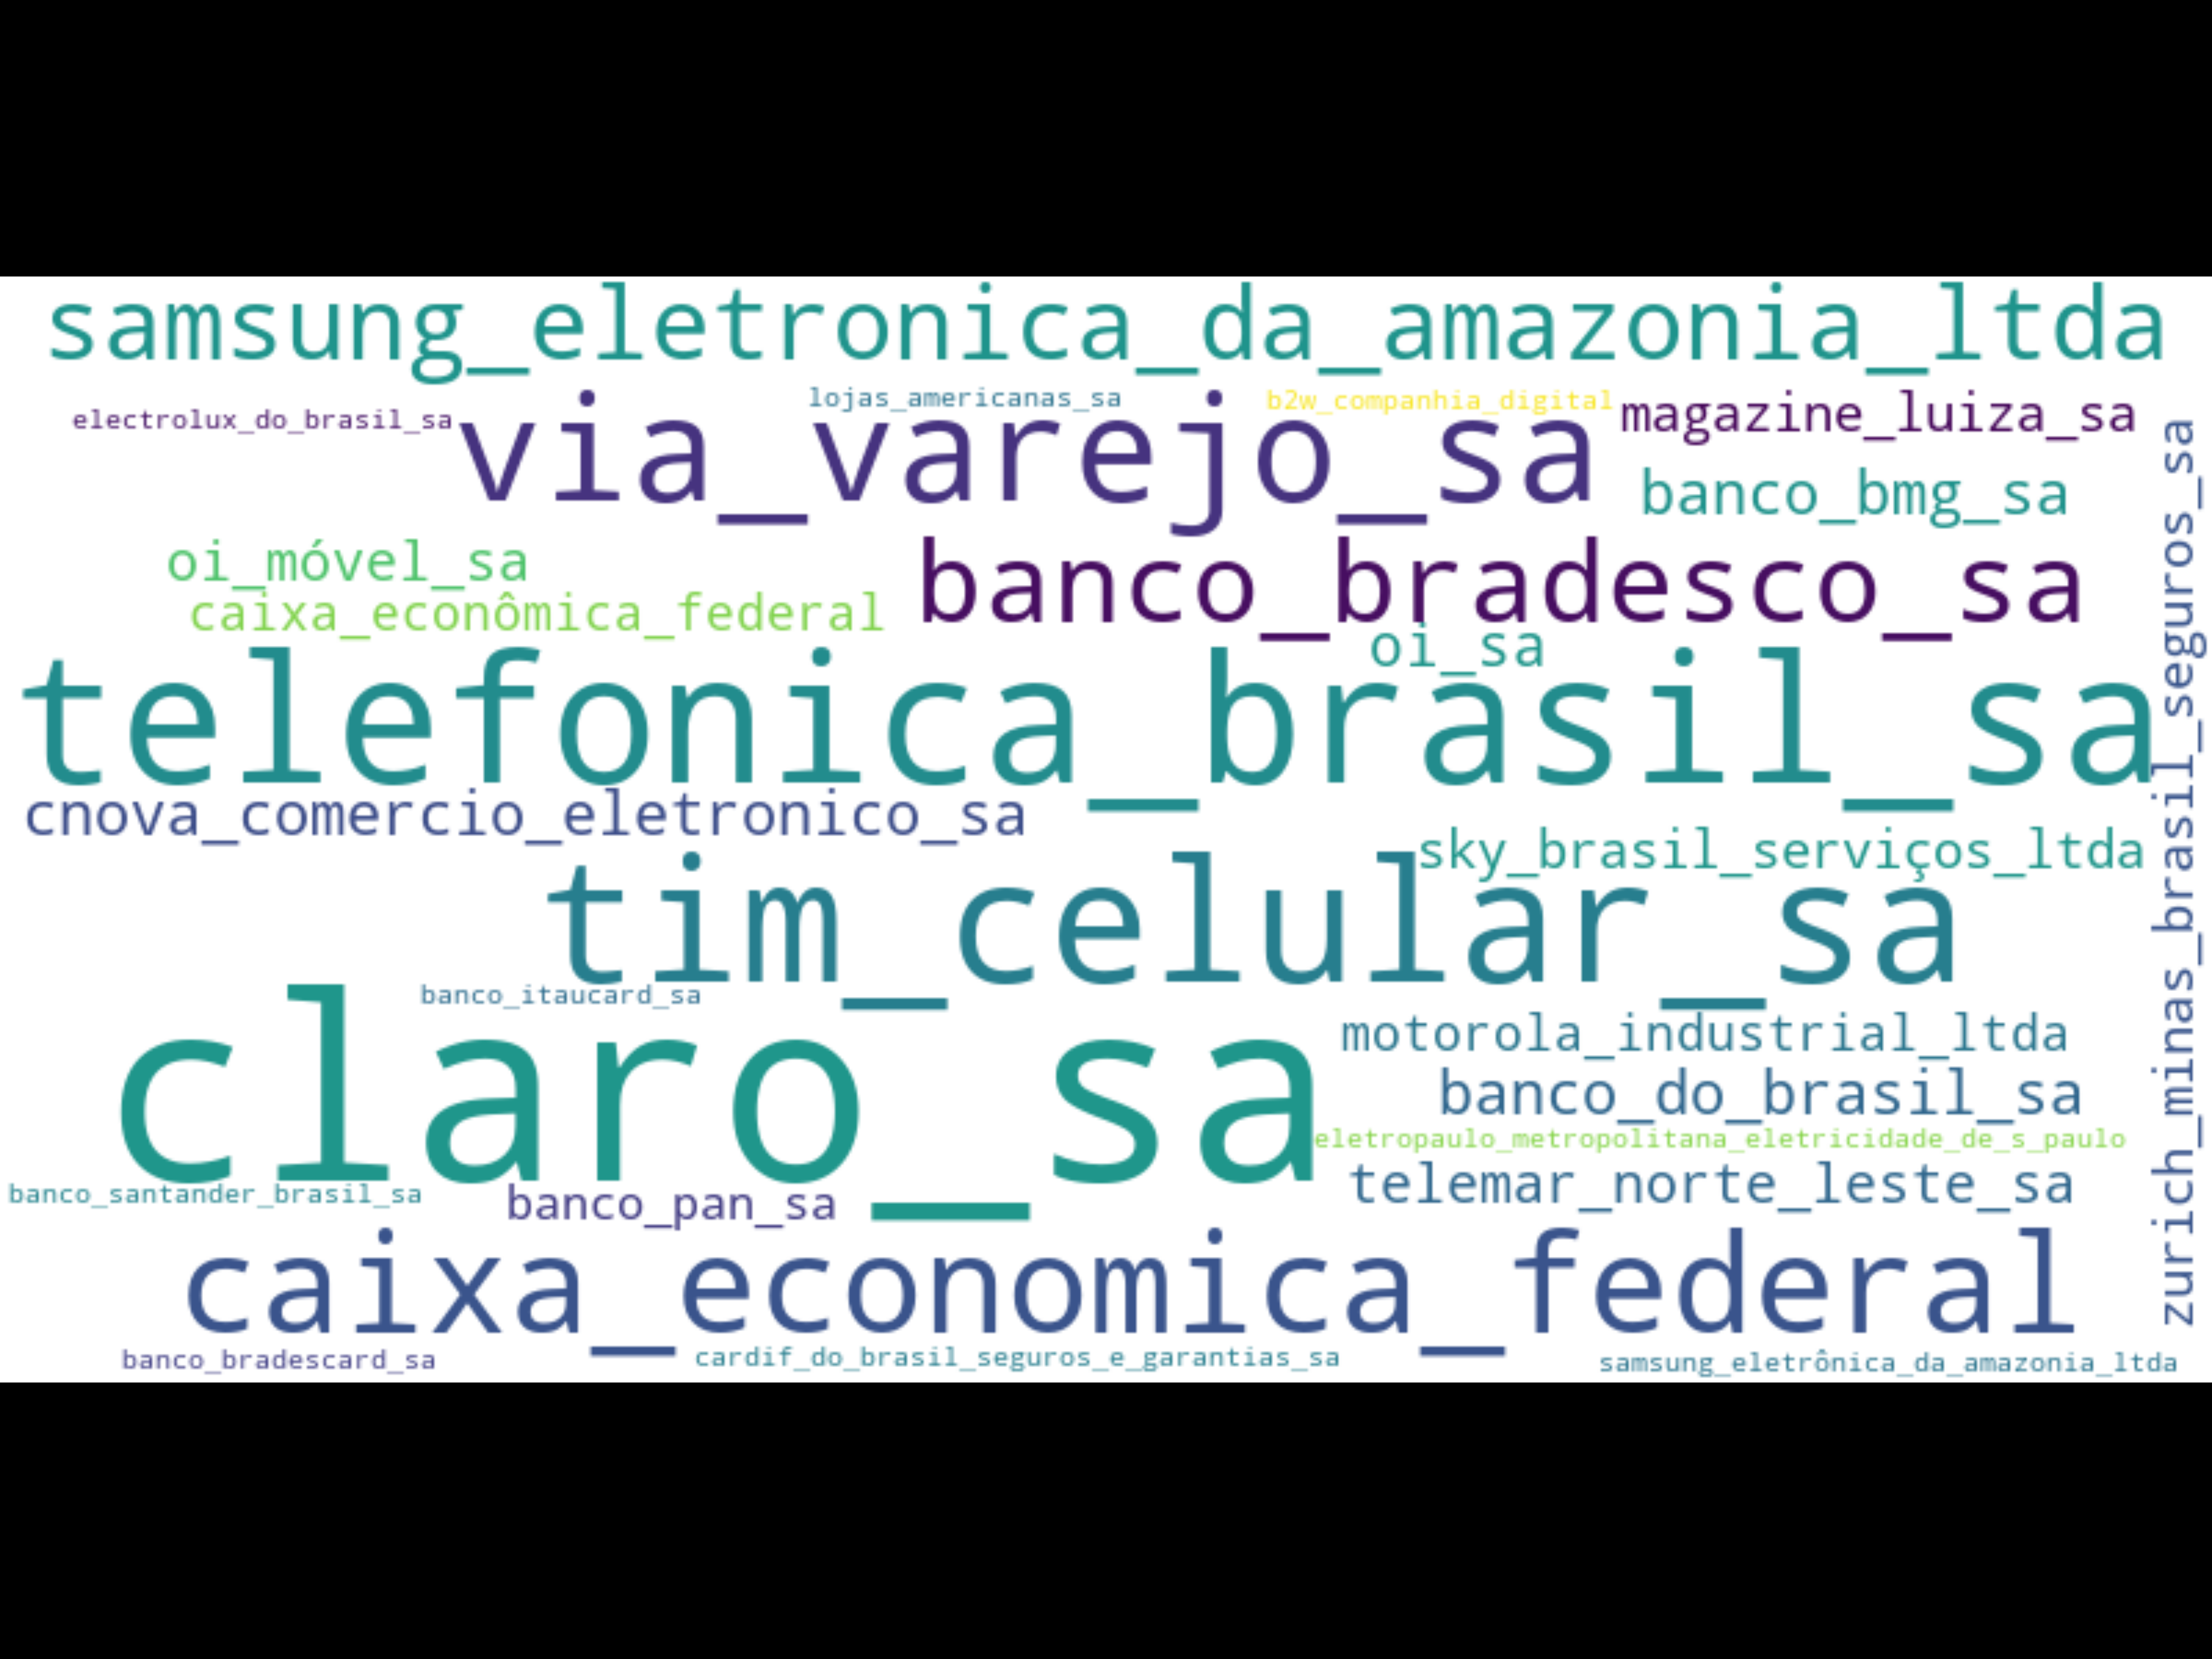 samsung_eletronica_da_amazonia_ltda
lojas_americanas_sa
b2w_companhia_digital
magazine_luiza_sa
electrolux_do_brasil_sa
via_varejo_sa
banco_bmg_sa
oi_móvel_sa
banco_bradesco_sa
caixa_econômica_federal
oi_sa
telefonica_brasil_sa
zurich_minas_brasil_seguros_sa
cnova_comercio_eletronico_sa
sky_brasil_serviços_ltda
tim_celular_sa
banco_itaucard_sa
motorola_industrial_ltda
banco_do_brasil_sa
claro_sa
eletropaulo_metropolitana_eletricidade_de_s_paulo
telemar_norte_leste_sa
banco_santander_brasil_sa
banco_pan_sa
caixa_economica_federal
banco_bradescard_sa
cardif_do_brasil_seguros_e_garantias_sa
samsung_eletrônica_da_amazonia_ltda